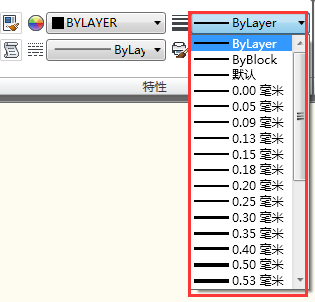 BYLAYER
ByLayer
ByLay
特性
ByLayer
ByBlock
默认
0.00 毫米
0.05 毫米
0.09 毫米
0.13 毫米
0.15 毫米
0.18 毫米
0.20 毫米
0.25 毫米
0.30 毫米
0.35 毫米
0.40 毫米
0.50 毫米
0.53 毫米